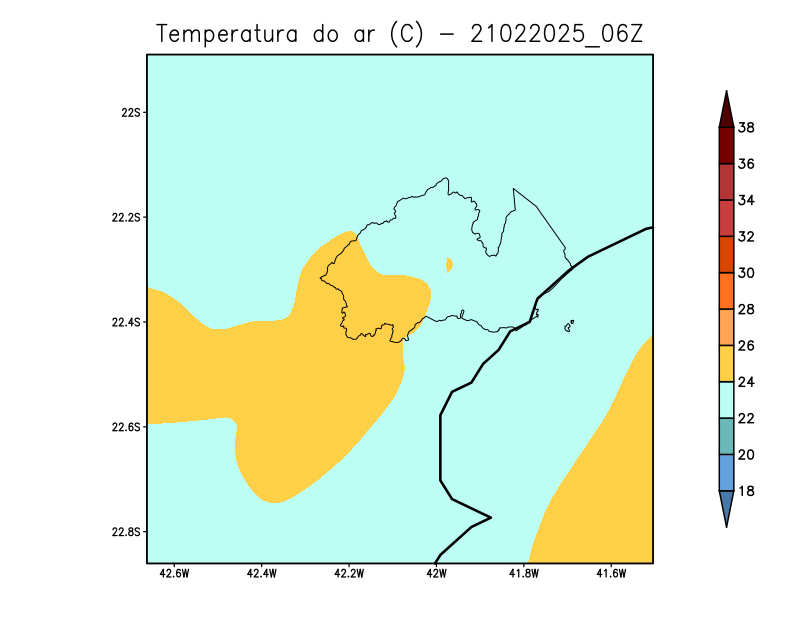 Temperatura do ar (C) – 21022025_06Z
22S
22.2S
22.4S
22.6S
22.8S
42.6W
42.4W
42.2W
42W
41.8W
41.6W
38
36
34
32
30
28
26
24
22
20
18